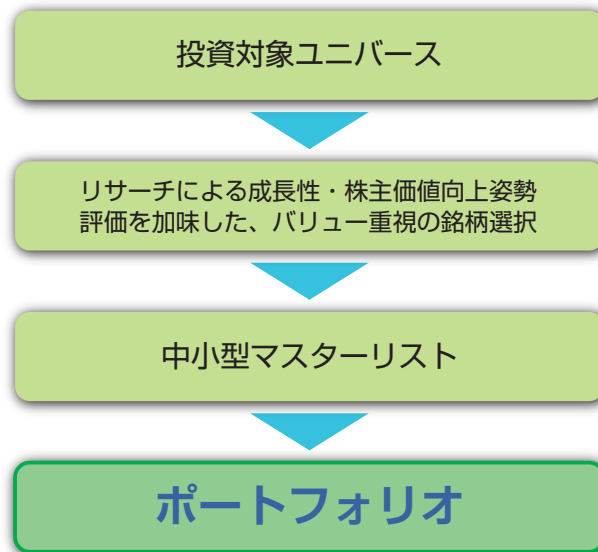 投資対象ユニバース
リサーチによる成長性・株主価値向上姿勢
評価を加味した、バリュー重視の銘柄選択
中小型マスターリスト
ポートフォリオ